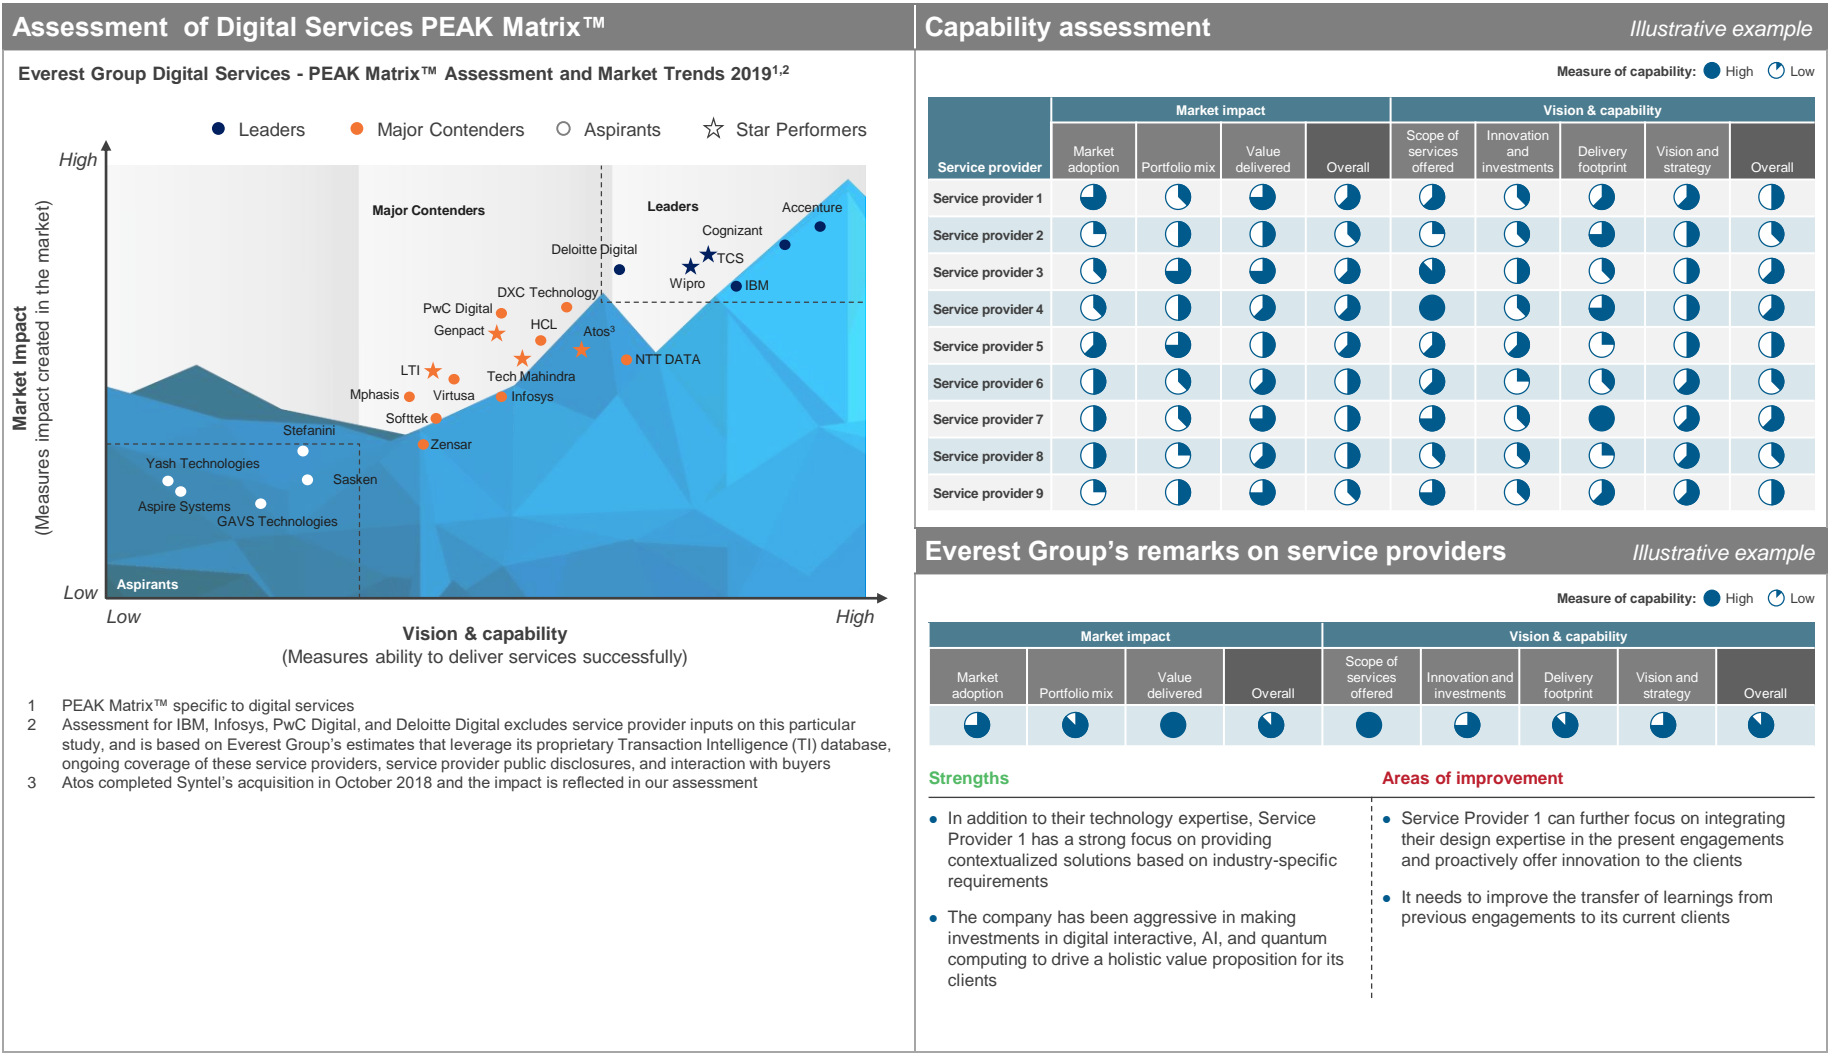 Assessment of Digital Services PEAK Matrix™
Everest Group Digital Services - PEAK Matrix™ Assessment and Market Trends 2019¹,²
Leaders
Major Contenders
Aspirants
Star Performers
High
Major Contenders
Leaders
Accenture
Cognizant
Deloitte Digital
TCS
Wipro
IBM
DXC Technology
PwC Digital
Genpact
HCL
Atos³
NTT DATA
LTI
Tech Mahindra
Mphasis
Virtusa
Infosys
Softtek
Zensar
Stefanini
Yash Technologies
Sasken
Aspire Systems
GAVS Technologies
Aspirants
Market Impact
(Measures impact created in the market)
Low
Low
High
Vision & capability
(Measures ability to deliver services successfully)
1 PEAK Matrix™ specific to digital services
2 Assessment for IBM, Infosys, PwC Digital, and Deloitte Digital excludes service provider inputs on this particular
study, and is based on Everest Group's estimates that leverage its proprietary Transaction Intelligence (TI) database,
ongoing coverage of these service providers, service provider public disclosures, and interaction with buyers
3 Atos completed Syntel's acquisition in October 2018 and the impact is reflected in our assessment
Capability assessment
Illustrative example
Measure of capability: High Low
Market impact
Vision & capability
Service provider
Market
adoption
Portfolio mix
Value
delivered
Overall
Scope of
services
offered
Innovation
and
investments
Delivery
footprint
Vision and
strategy
Overall
Service provider 1
Service provider 2
Service provider 3
Service provider 4
Service provider 5
Service provider 6
Service provider 7
Service provider 8
Service provider 9
Everest Group's remarks on service providers
Illustrative example
Measure of capability: High Low
Market impact
Vision & capability
Market
adoption
Portfolio mix
Value
delivered
Overall
Scope of
services
offered
Innovation and
investments
Delivery
footprint
Vision and
strategy
Overall
Strengths
In addition to their technology expertise, Service
Provider 1 has a strong focus on providing
contextualized solutions based on industry-specific
requirements
The company has been aggressive in making
investments in digital interactive, AI, and quantum
computing to drive a holistic value proposition for its
clients
Areas of improvement
Service Provider 1 can further focus on integrating
their design expertise in the present engagements
and proactively offer innovation to the clients
It needs to improve the transfer of learnings from
previous engagements to its current clients